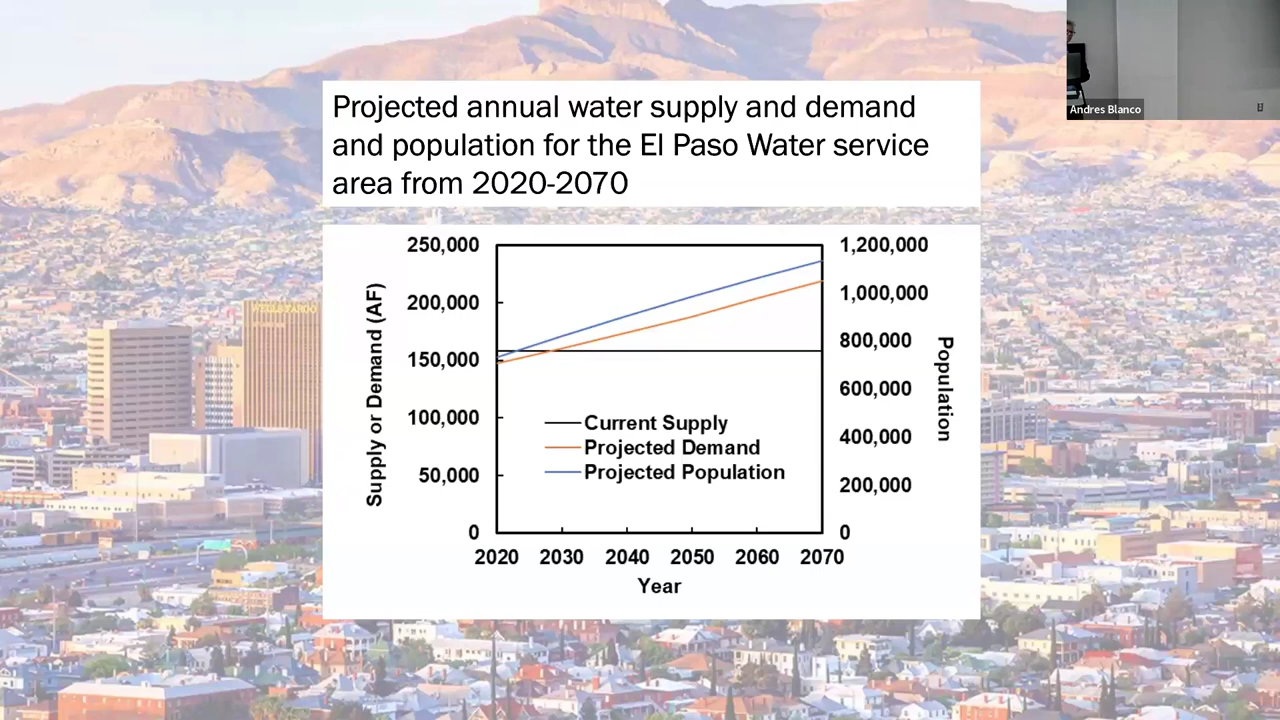 Projected annual water supply and demand
and population for the El Paso Water service
area from 2020-2070
Andres Blanco
WELLS FARGO
250,000
200,000
150,000
100,000
50,000
0
Supply or Demand (AF)
1,200,000
1,000,000
800,000
600,000
400,000
200,000
0
Population
Current Supply
Projected Demand
Projected Population
2020 2030 2040 2050 2060 2070
Year